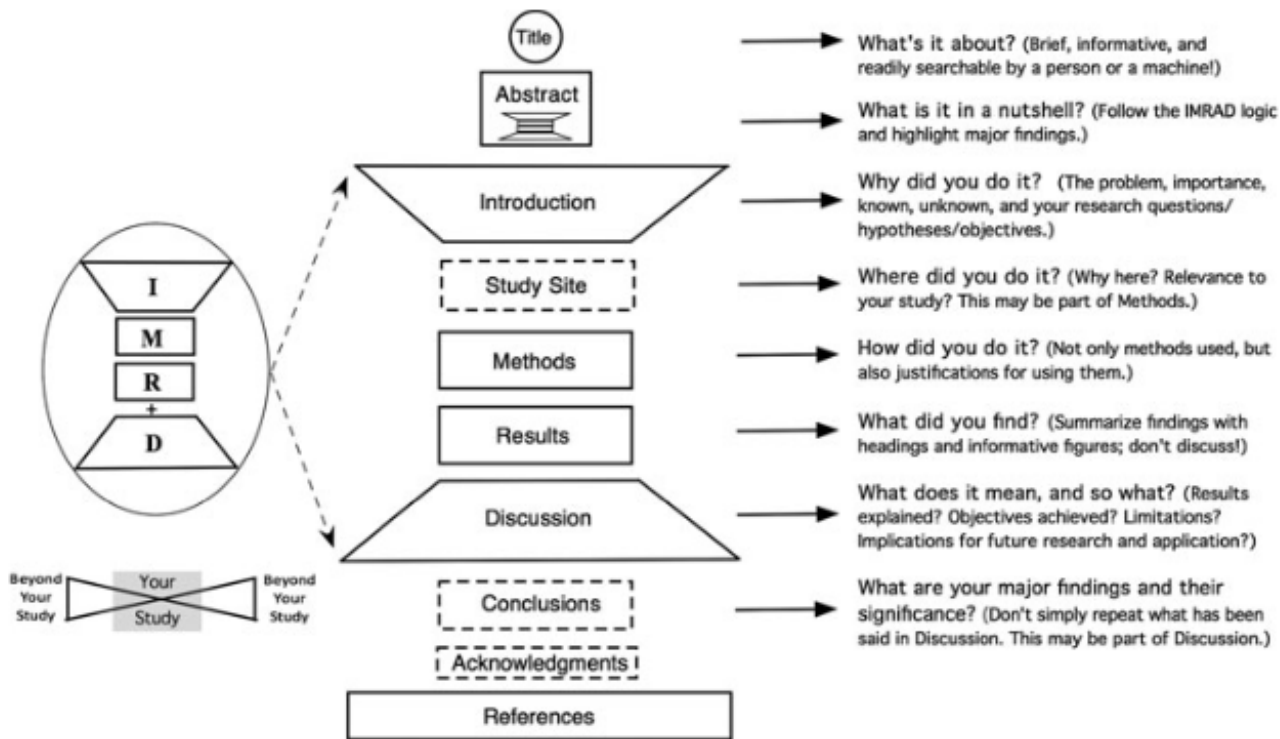 Title
What's it about? (Brief, informative, and
readily searchable by a person or a machine!)
Abstract
What is it in a nutshell? (Follow the IMRAD logic
and highlight major findings.)
Introduction
Why did you do it? (The problem, importance,
known, unknown, and your research questions/
hypotheses/objectives.)
Study Site
Where did you do it? (Why here? Relevance to
your study? This may be part of Methods.)
Methods
How did you do it? (Not only methods used, but
also justifications for using them.)
Results
What did you find? (Summarize findings with
headings and informative figures; don't discuss!)
Discussion
What does it mean, and so what? (Results
explained? Objectives achieved? Limitations?
Implications for future research and application?)
Conclusions
What are your major findings and their
significance? (Don't simply repeat what has been
said in Discussion. This may be part of Discussion.)
Acknowledgments
References
I
M
R
+
D
Beyond
Your
Study
Your
Study
Beyond
Your
Study